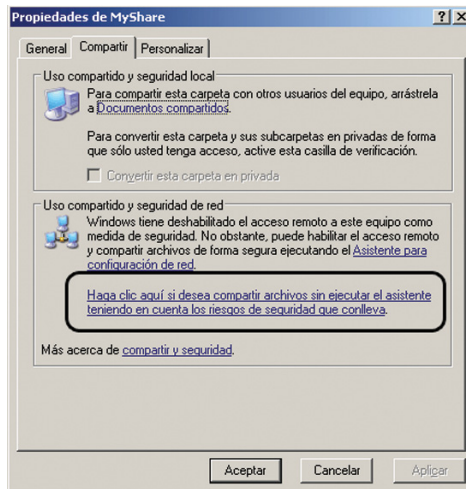 Propiedades de MyShare
General Compartir Personalizar
Uso compartido y seguridad local
Para compartir esta carpeta con otros usuarios del equipo, arrástrela
a Documentos compartidos.
Para convertir esta carpeta y sus subcarpetas en privadas de forma
que sólo usted tenga acceso, active esta casilla de verificación.
Convertir esta carpeta en privada
Uso compartido y seguridad de red
Windows tiene deshabilitado el acceso remoto a este equipo como
medida de seguridad. No obstante, puede habilitar el acceso remoto
y compartir archivos de forma segura ejecutando el Asistente para
configuración de red.
Haga clic aquí si desea compartir archivos sin ejecutar el asistente
teniendo en cuenta los riesgos de seguridad que conlleva.
Más acerca de compartir y seguridad.
Aceptar Cancelar Aplicar